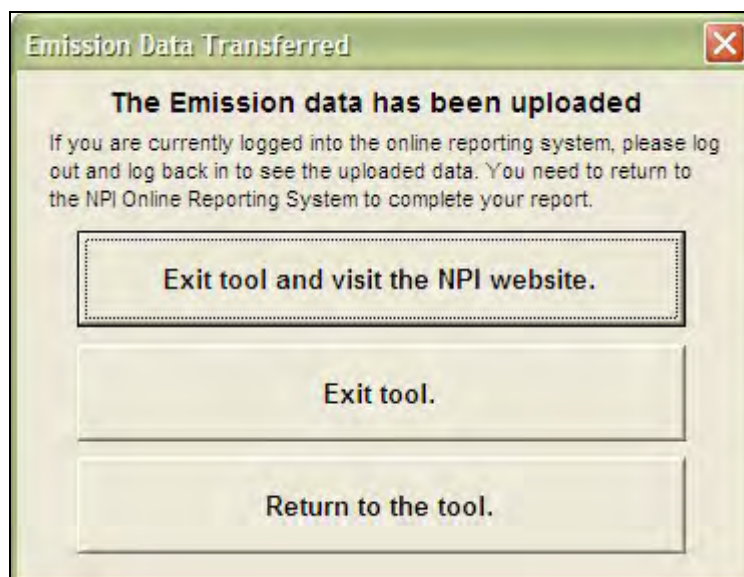 Emission Data Transferred
The Emission data has been uploaded
If you are currently logged into the online reporting system, please log
out and log back in to see the uploaded data. You need to return to
the NPI Online Reporting System to complete your report.
Exit tool and visit the NPI website.
Exit tool.
Return to the tool.